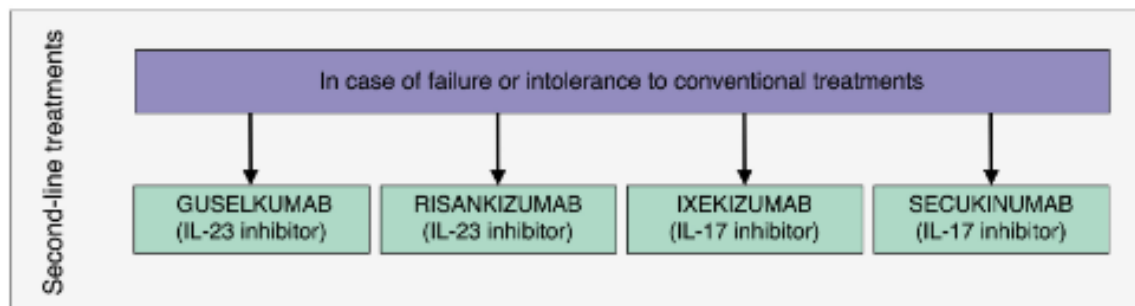 Second-line treatments
In case of failure or intolerance to conventional treatments
GUSELKUMAB
(IL-23 inhibitor)
RISANKIZUMAB
(IL-23 inhibitor)
IXEKIZUMAB
(IL-17 inhibitor)
SECUKINUMAB
(IL-17 inhibitor)